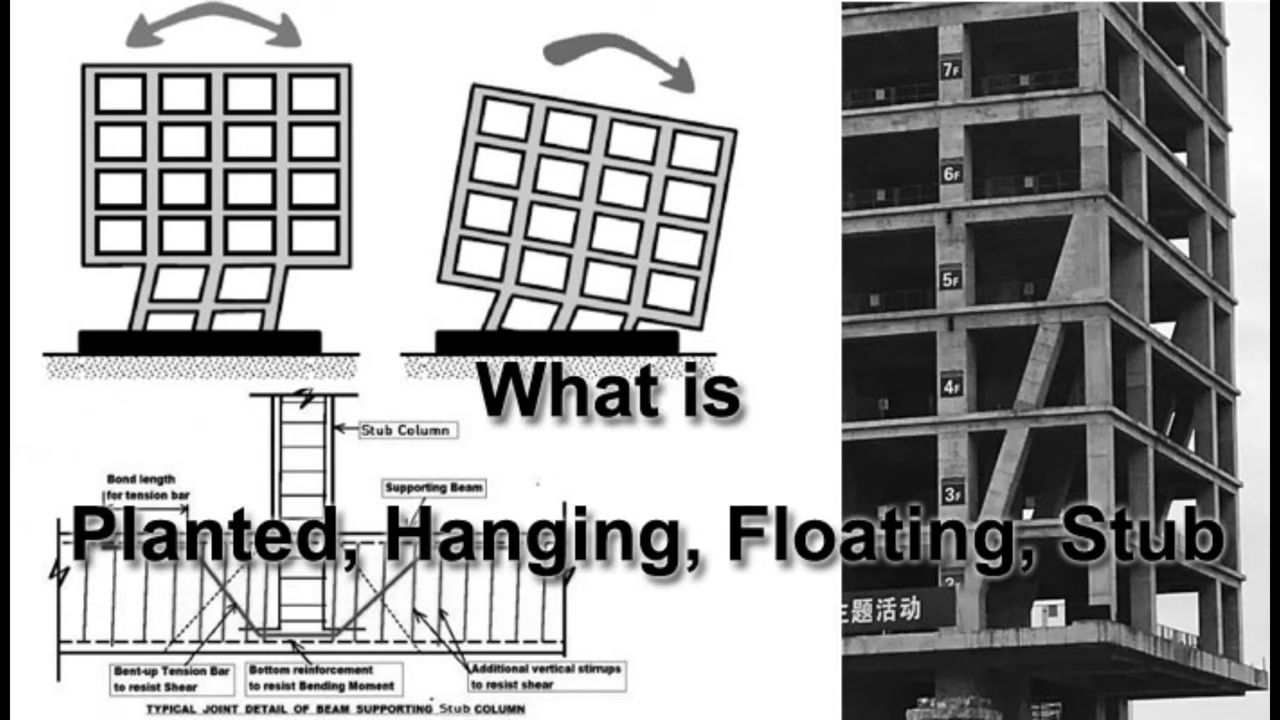 7F
6F
5F
4F
3F
2F
主题活动
What is
Planted, Hanging, Floating, Stub
Stub Column
Bond length
for tension bar
Supporting Beam
Bent-up Tension Bar
to resist Shear
Bottom reinforcement
to resist Bending Moment
Additional vertical stirrups
to resist shear
TYPICAL JOINT DETAIL OF BEAM SUPPORTING Stub COLUMN